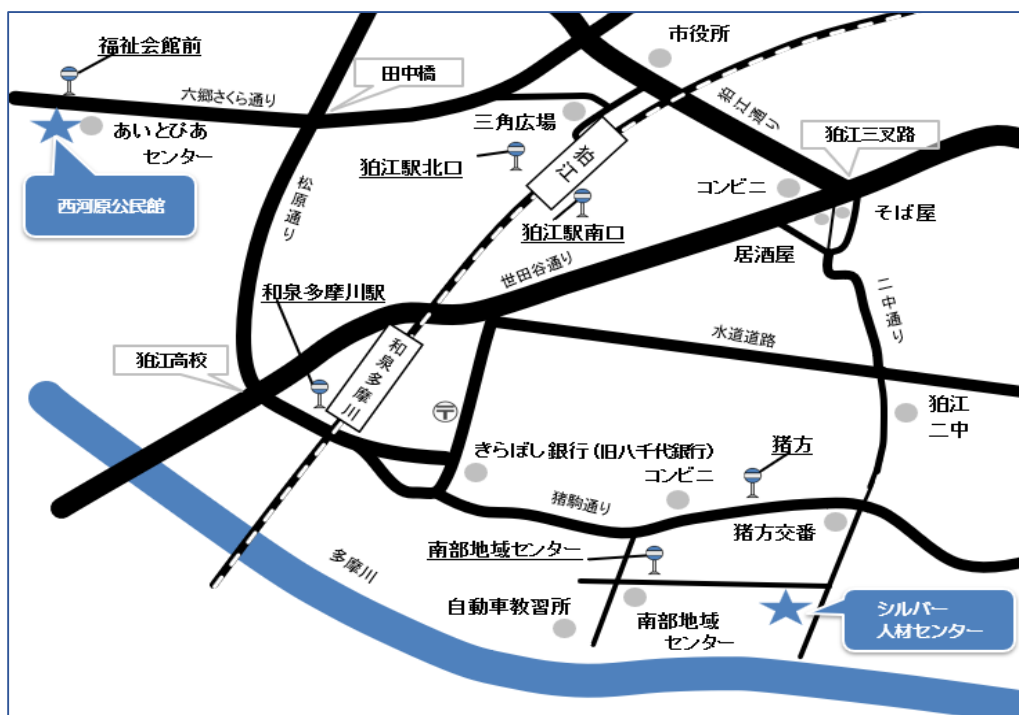 福祉会館前
市役所
田中橋
六郷さくら通り
狛江通り
三角広場
あいとぴあ
センター
狛江三叉路
狛江
狛江駅北口
コンビニ
西河原公民館
松原通り
そば屋
狛江駅南口
居酒屋
世田谷通り
二中通り
和泉多摩川駅
水道道路
狛江高校
和泉多摩川
〒
狛江
二中
きらぼし銀行(旧八千代銀行)
猪方
コンビニ
猪駒通り
猪方交番
南部地域センター
多摩川
自動車教習所
南部地域
センター
シルバー
人材センター